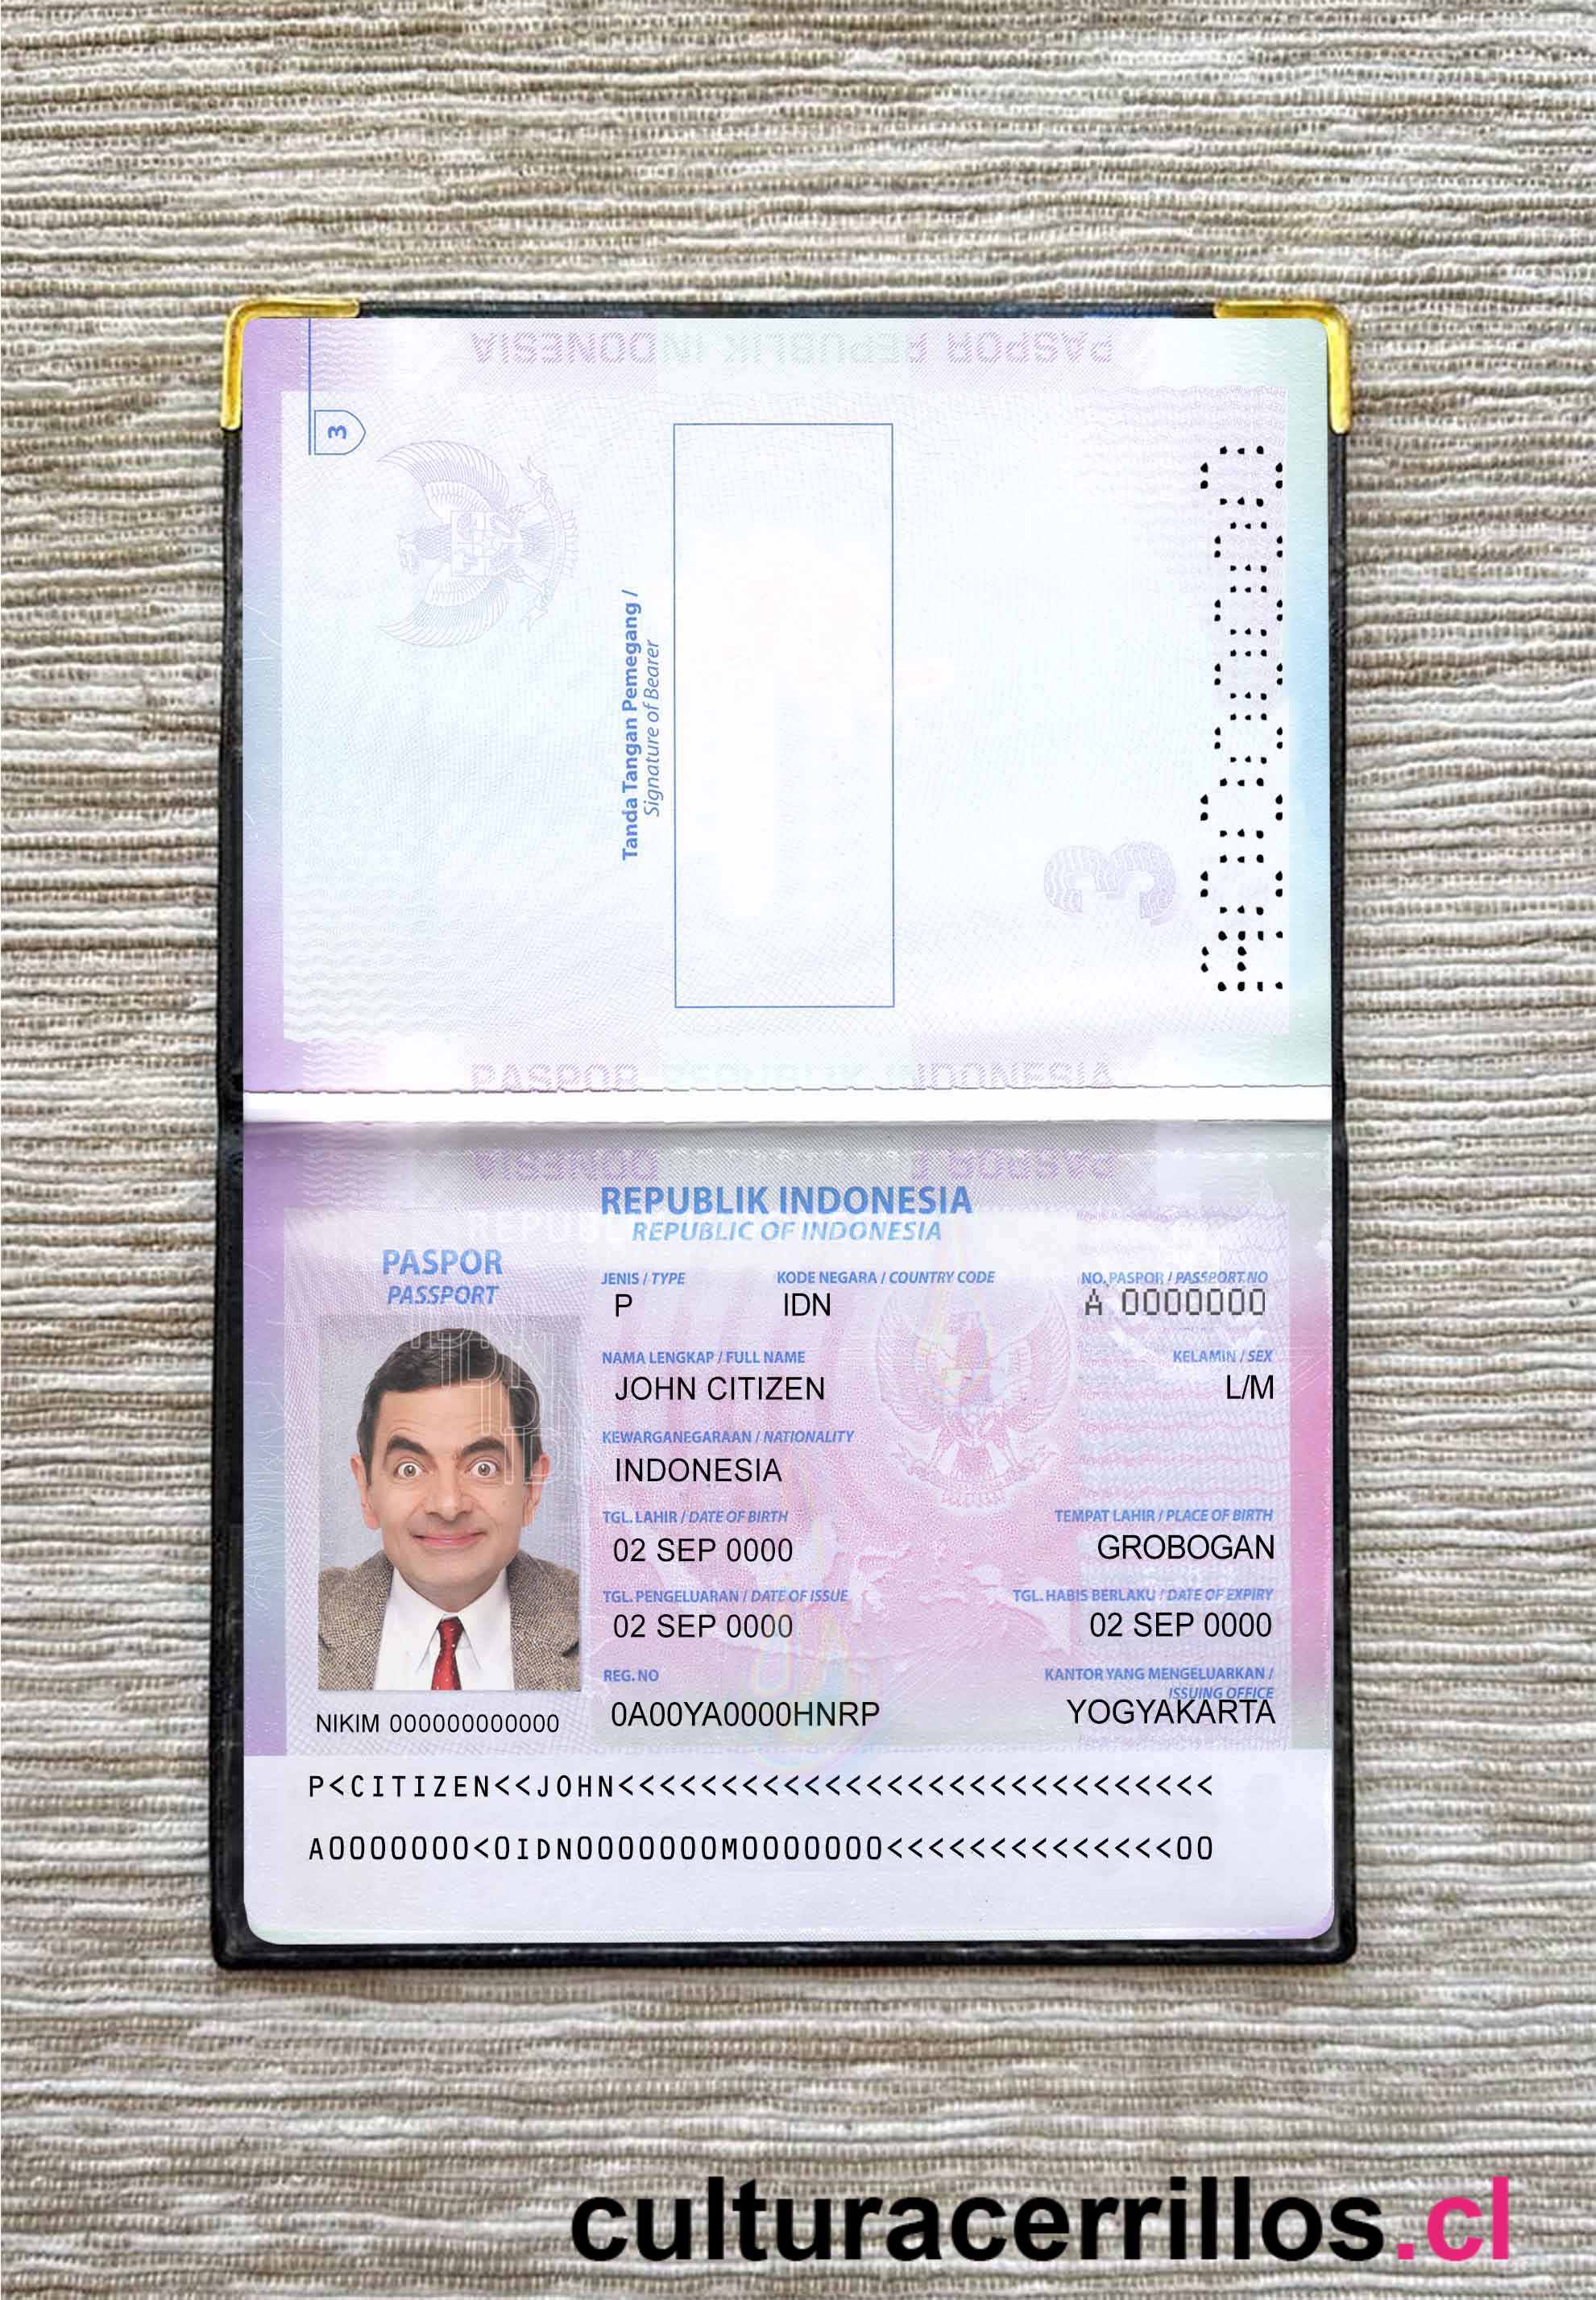 PASPOR REPUBLIK INDONESIA
3
Tanda Tangan Pemegang /
Signature of Bearer
3
A0000000
PASPOR REPUBLIK INDONESIA
PASPOR INDONESIA
REPUBLIK INDONESIA
REPUBLIC OF INDONESIA
PASPOR
PASSPORT
JENIS / TYPE KODE NEGARA / COUNTRY CODE NO. PASPOR / PASSPORT NO
P IDN A 0000000
NAMA LENGKAP / FULL NAME KELAMIN / SEX
JOHN CITIZEN L/M
KEWARGANEGARAAN / NATIONALITY
INDONESIA
TGL. LAHIR / DATE OF BIRTH TEMPAT LAHIR / PLACE OF BIRTH
02 SEP 0000 GROBOGAN
TGL. PENGELUARAN / DATE OF ISSUE TGL. HABIS BERLAKU / DATE OF EXPIRY
02 SEP 0000 02 SEP 0000
REG. NO KANTOR YANG MENGELUARKAN /
ISSUING OFFICE
0A00YA0000HNRP YOGYAKARTA
NIKIM 000000000000
P<CITIZEN<<JOHN<<<<<<<<<<<<<<<<<<<<<<<<<<<<<
A0000000<0IDN0000000M0000000<<<<<<<<<<<<<<00
culturacerrillos.cl